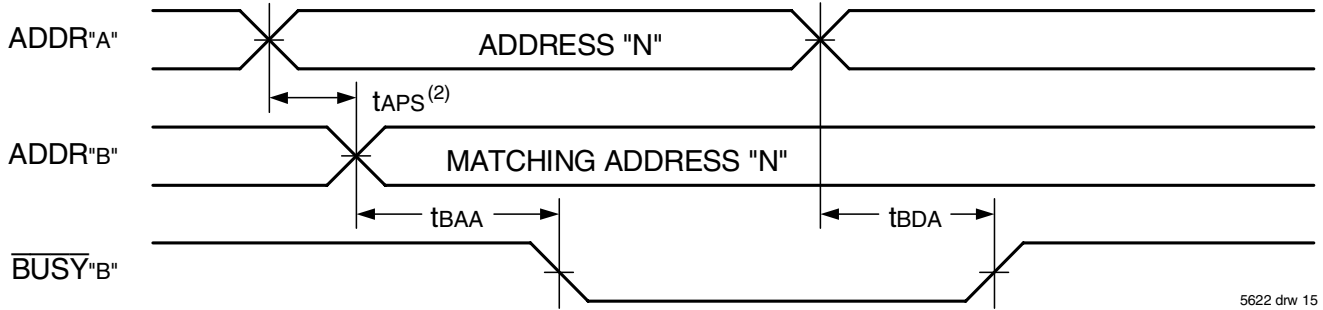 ADDR"A"
ADDRESS "N"
tAPS(2)
ADDR"B"
MATCHING ADDRESS "N"
tBAA
tBDA
BUSY"B"
5622 drw 15